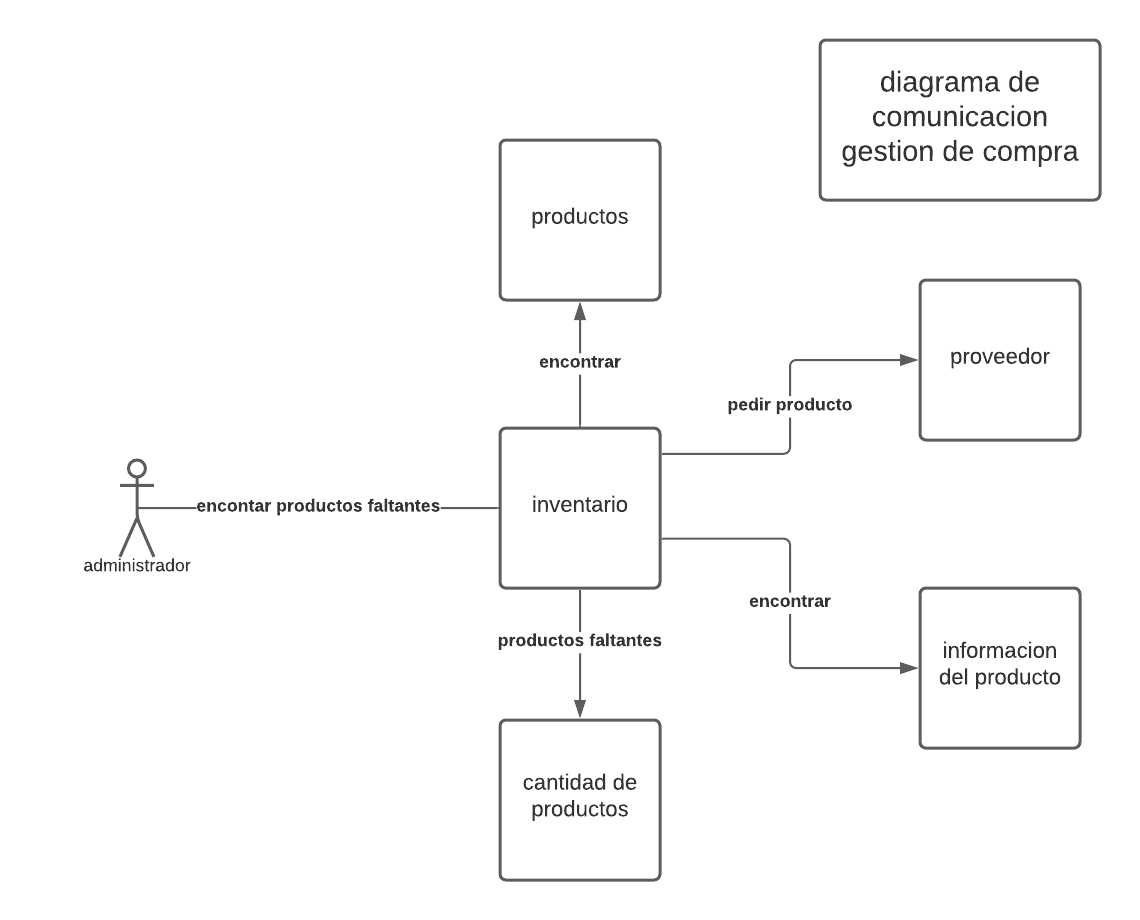 diagrama de
comunicacion
gestion de compra
productos
encontrar
proveedor
pedir producto
encontar productos faltantes
inventario
administrador
encontrar
productos faltantes
informacion
del producto
cantidad de
productos